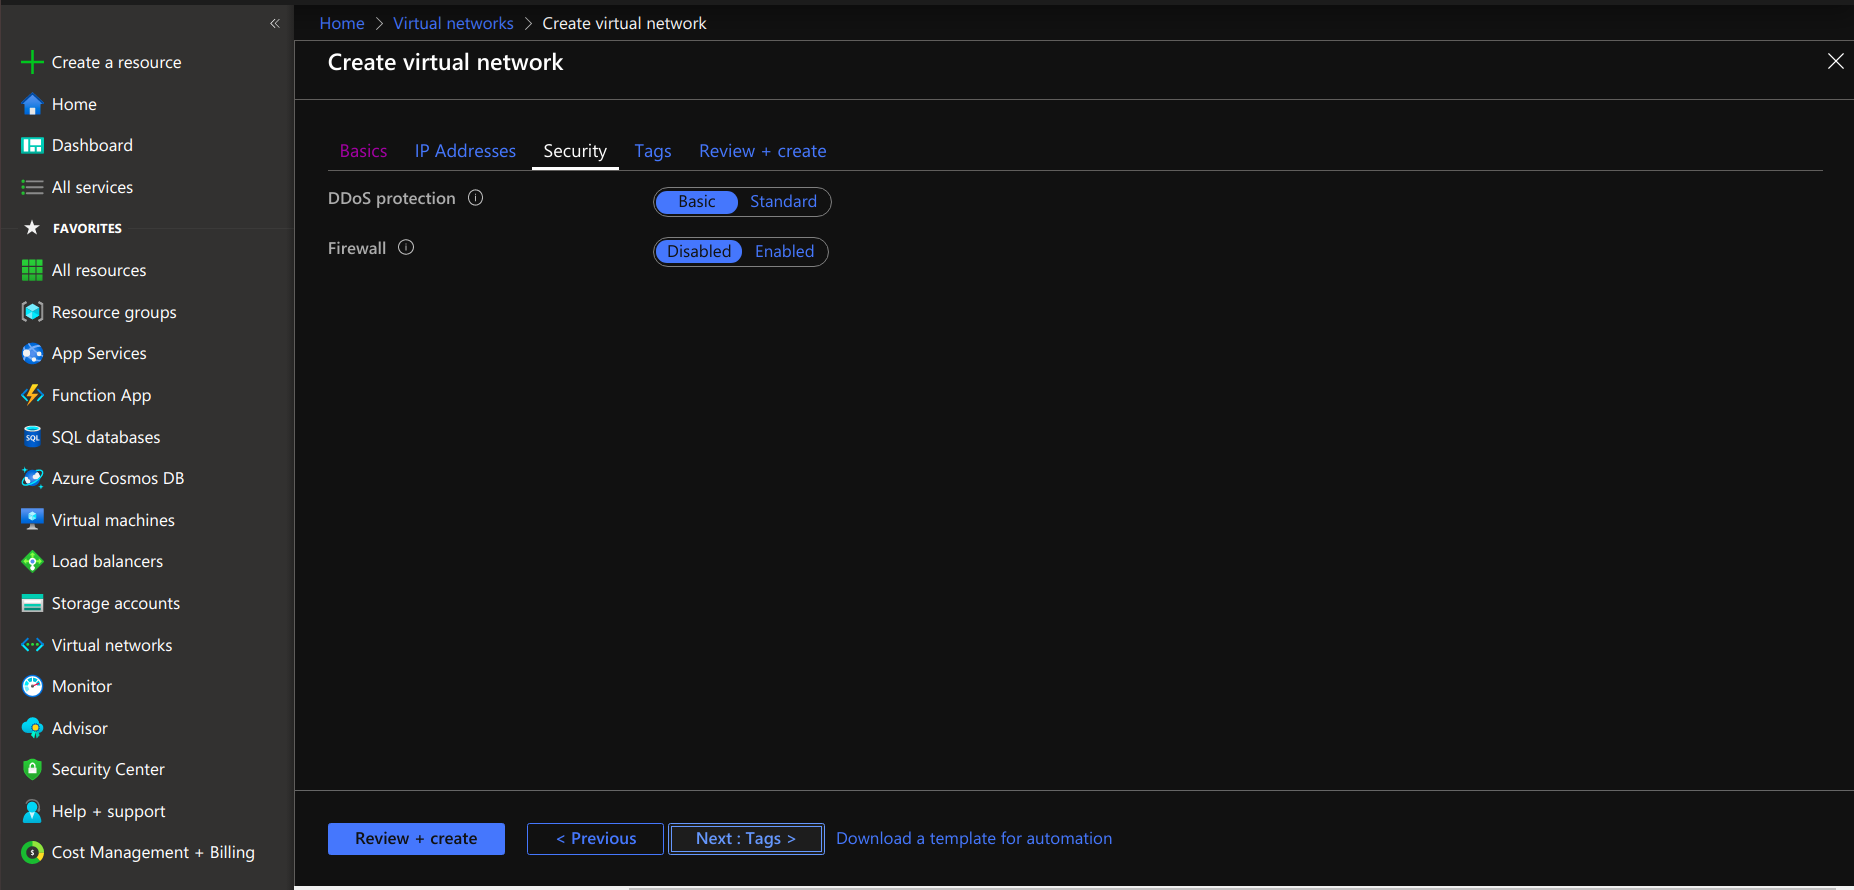 «
Create a resource
Home
Dashboard
All services
FAVORITES
All resources
Resource groups
App Services
Function App
SQL databases
Azure Cosmos DB
Virtual machines
Load balancers
Storage accounts
Virtual networks
Monitor
Advisor
Security Center
Help + support
Cost Management + Billing
Home > Virtual networks > Create virtual network
Create virtual network
Basics IP Addresses Security Tags Review + create
DDoS protection Basic Standard
Firewall Disabled Enabled
Review + create < Previous Next : Tags > Download a template for automation